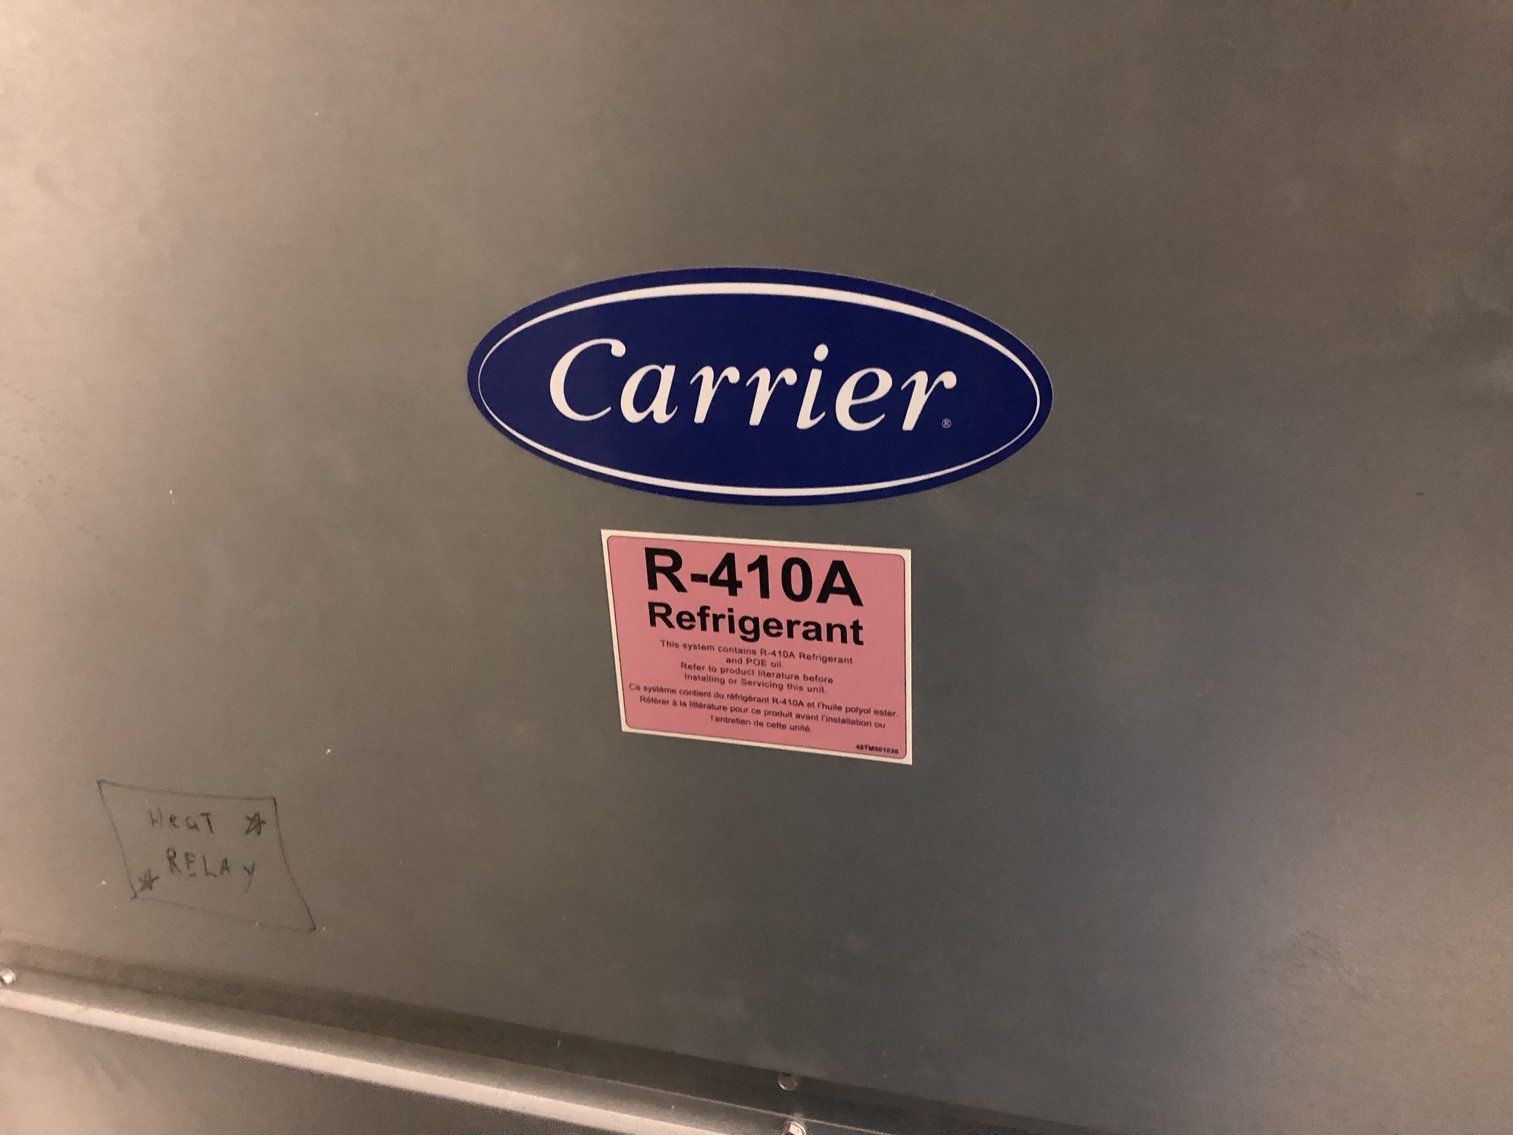 Carrier®
R-410A
Refrigerant
This system contains R-410A Refrigerant
and POE oil.
Refer to product literature before
Installing or Servicing this unit.
Ce système contient du réfrigérant R-410A et l'huile polyol ester.
Référer à la littérature pour ce produit avant l'installation ou
l'entretien de cette unité.
48TM501020
HeaT
RELAy